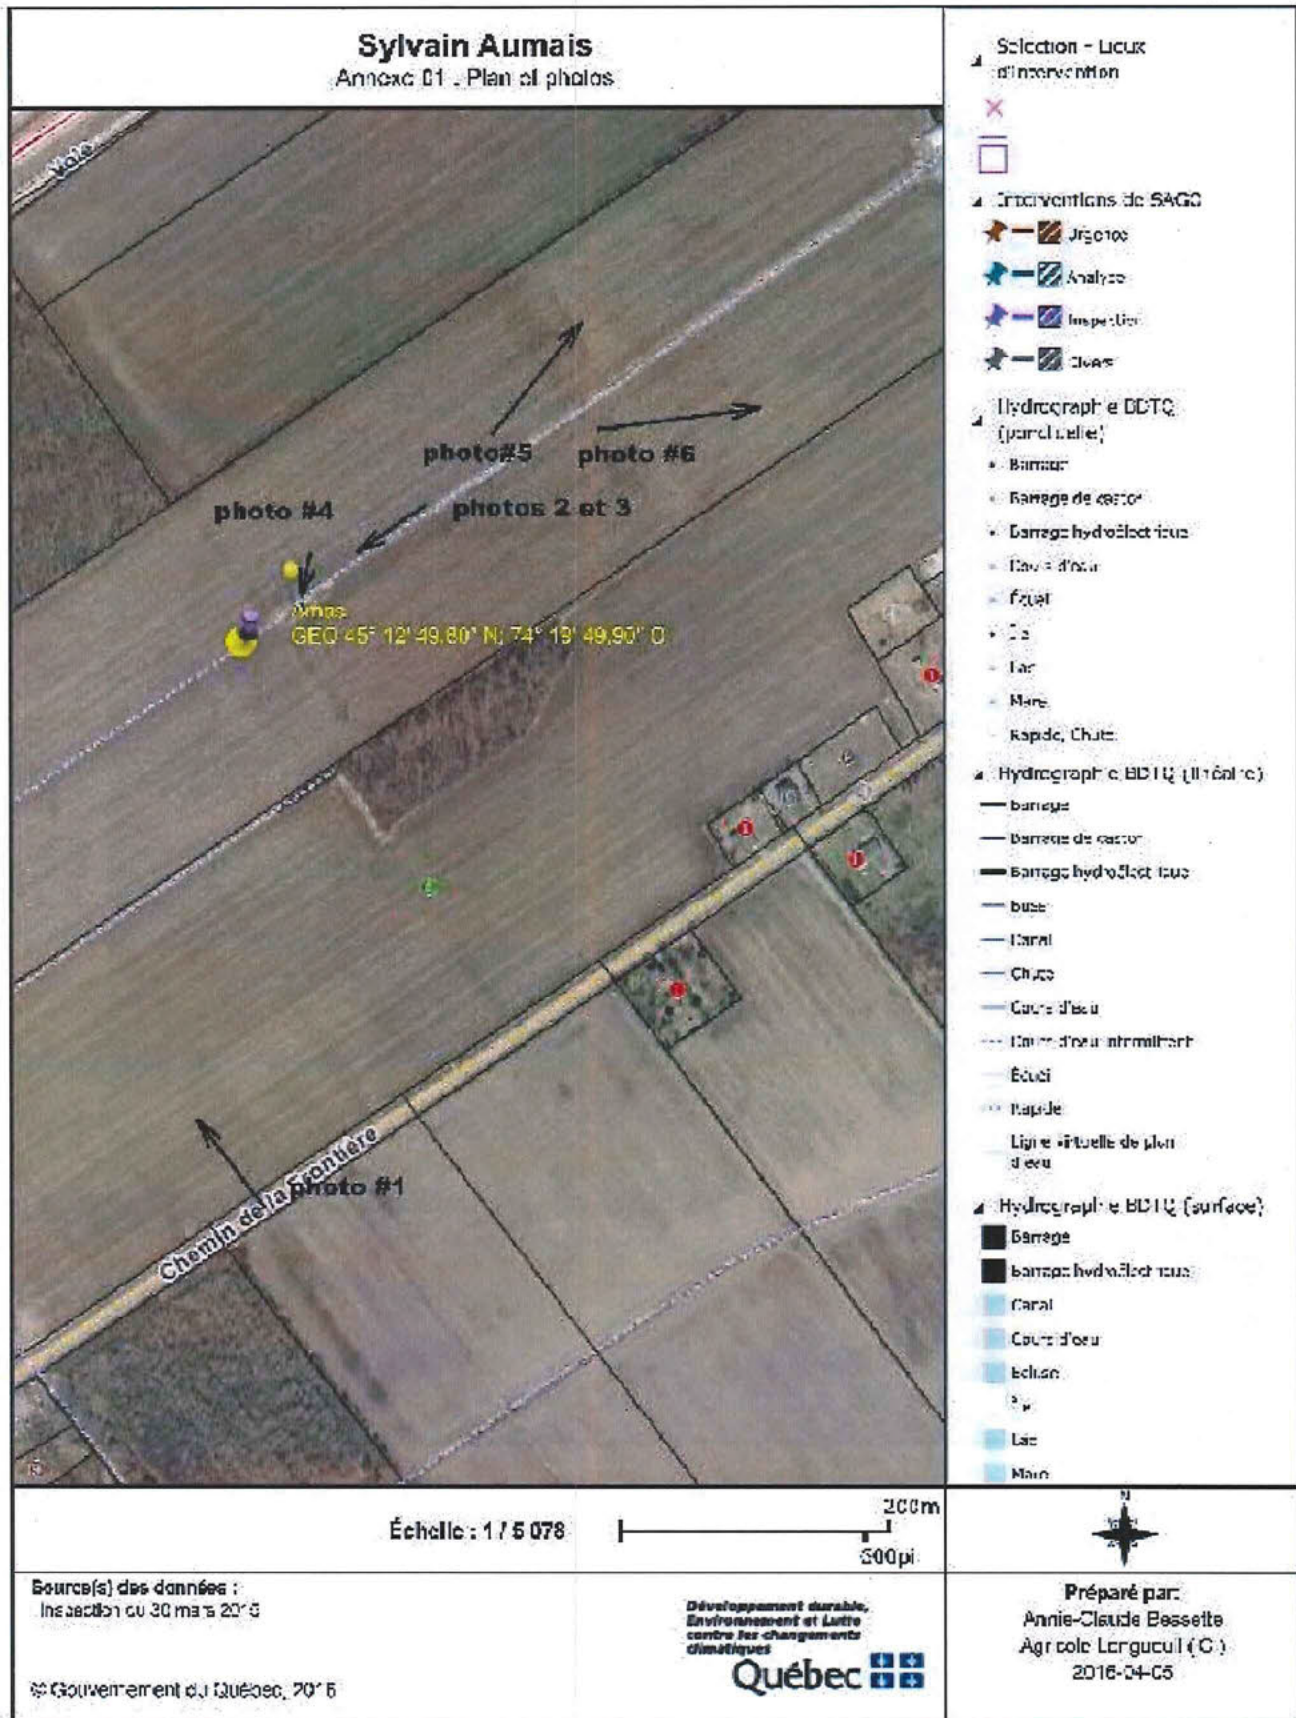 Sylvain Aumais
Annexe 01 : Plan et photos
Voie
photo#5
photo #6
photo #4
photos 2 et 3
Amas
GEO 45° 12' 49,80" N; 74° 19' 49,90" O
photo #1
Chemin de la Frontière
Sélection - Lieux
d'intervention
Interventions de SAGO
Urgence
Analyse
Inspection
Divers
Hydrographie BDTQ
(ponctuelle)
Barrage
Barrage de castor
Barrage hydroélectrique
Cours d'eau
Écueil
Île
Lac
Mare
Rapide, Chute
Hydrographie BDTQ (linéaire)
Barrage
Barrage de castor
Barrage hydroélectrique
Buse
Canal
Chute
Cours d'eau
Cours d'eau intermittent
Écueil
Rapide
Ligne virtuelle de plan
d'eau
Hydrographie BDTQ (surface)
Barrage
Barrage hydroélectrique
Canal
Cours d'eau
Écluse
Île
Lac
Mare
Échelle : 1 / 5 078
200m
500pi
N
Source(s) des données :
Inspection du 30 mars 2016
© Gouvernement du Québec, 2016
Développement durable,
Environnement et Lutte
contre les changements
climatiques
Québec
Préparé par:
Annie-Claude Bessette
Agricole Longueuil
2016-04-05